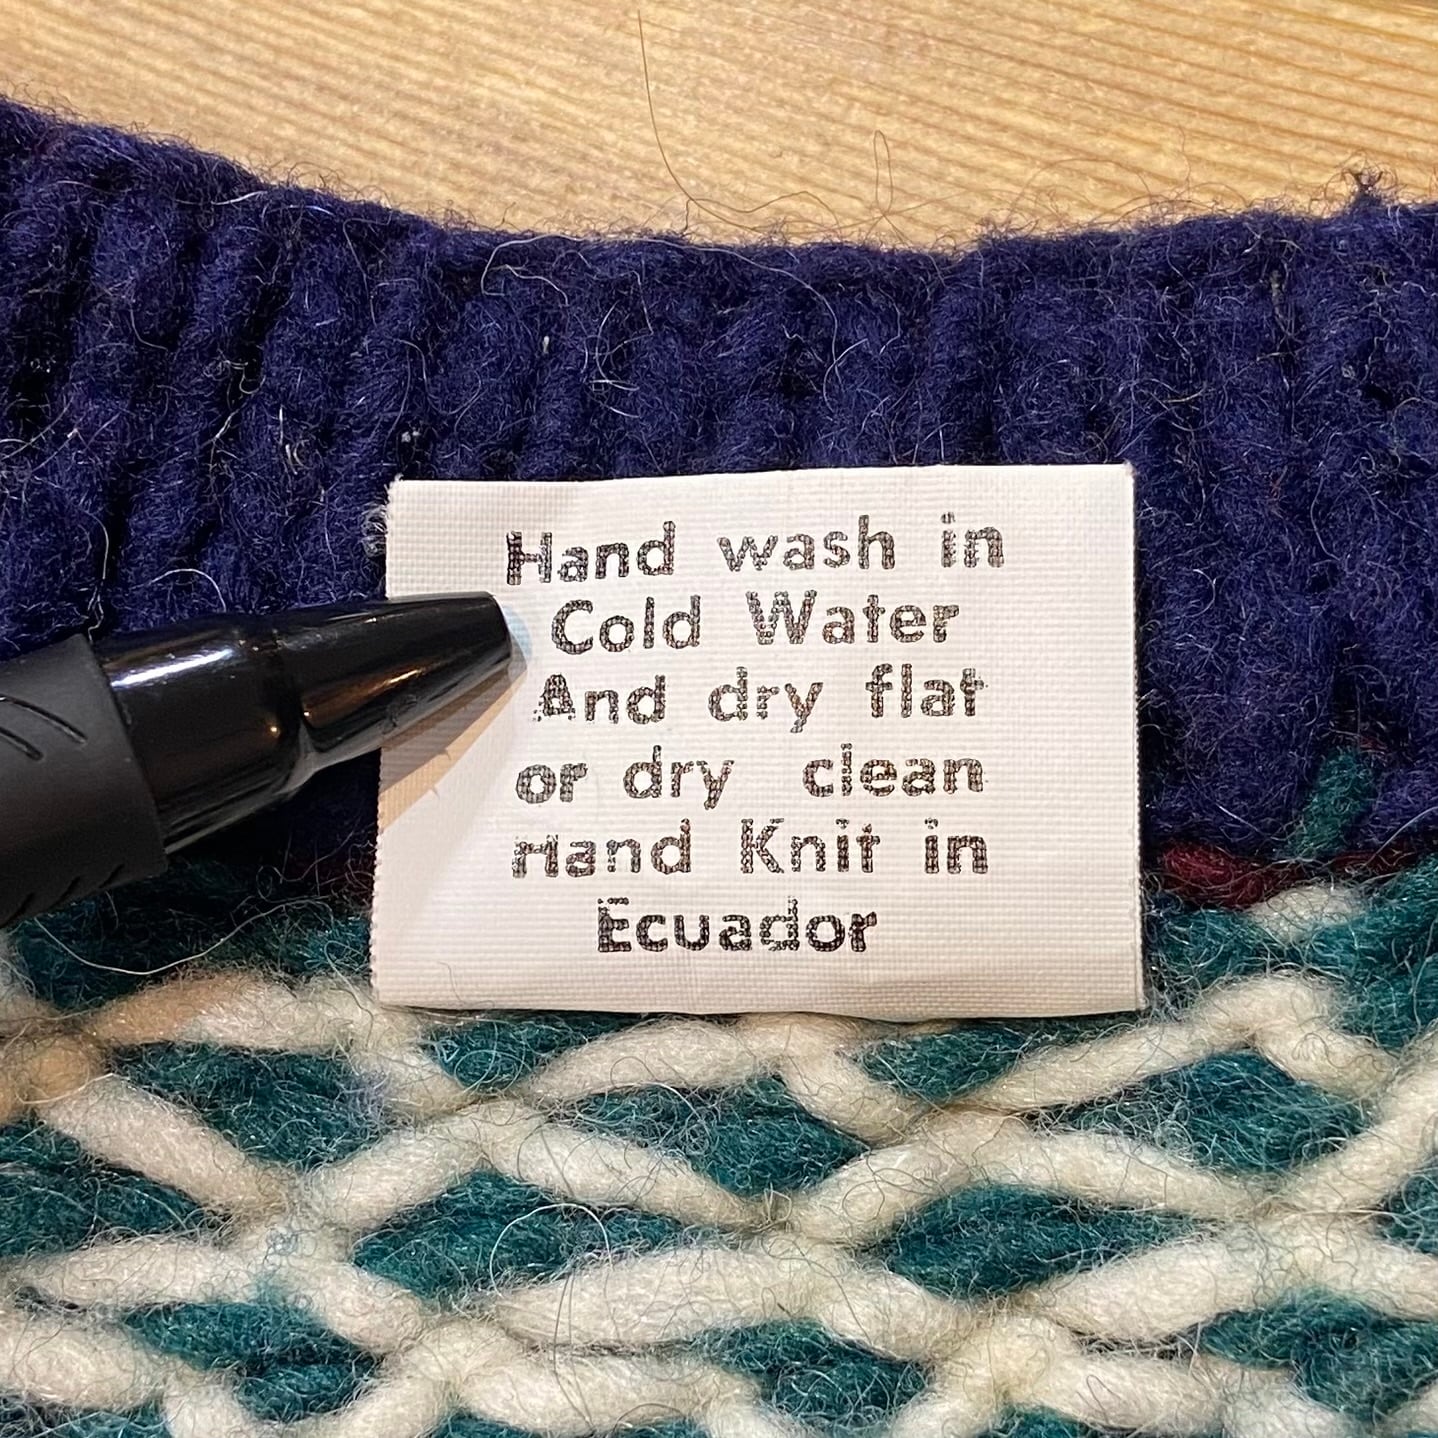 Hand wash in
Cold Water
And dry flat
or dry clean
Hand Knit in
Ecuador